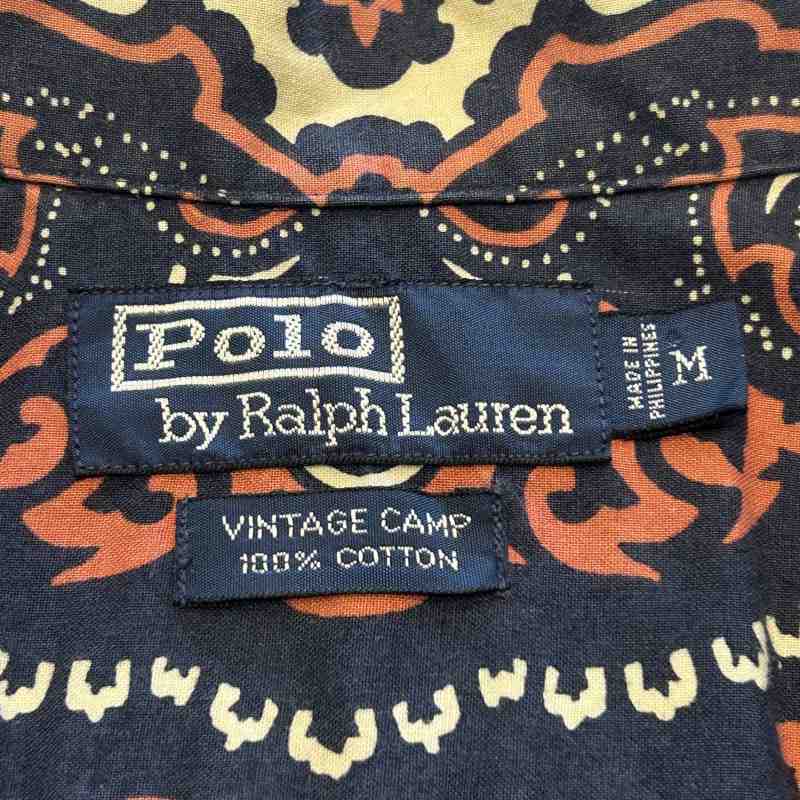 Polo
by Ralph Lauren
MADE IN
PHILIPPINES
M
VINTAGE CAMP
100% COTTON